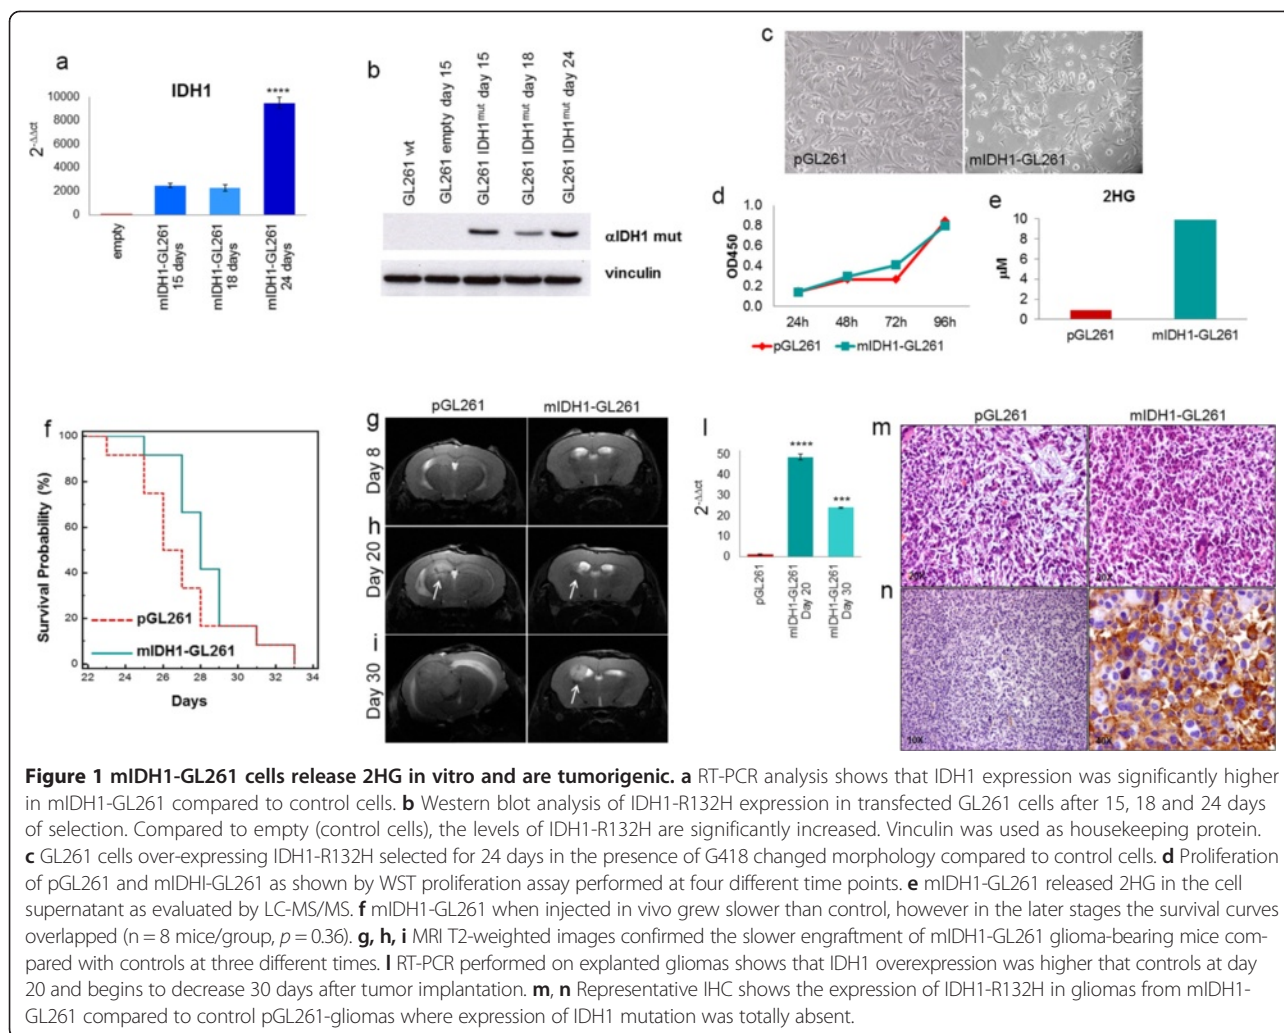 a
IDH1
2-ΔΔct
10000
8000
6000
4000
2000
0
****
empty
mIDH1-GL261 15 days
mIDH1-GL261 18 days
mIDH1-GL261 24 days
b
GL261 wt
GL261 empty day 15
GL261 IDH1mut day 15
GL261 IDH1mut day 18
GL261 IDH1mut day 24
αIDH1 mut
vinculin
c
pGL261
mIDH1-GL261
d
OD450
1.0
0.8
0.6
0.4
0.2
0.0
24h 48h 72h 96h
pGL261 mIDH1-GL261
e
2HG
µM
10
8
6
4
2
0
pGL261 mIDH1-GL261
f
Survival Probability (%)
100
80
60
40
20
0
pGL261
mIDH1-GL261
22 24 26 28 30 32 34
Days
pGL261 mIDH1-GL261
g
Day 8
h
Day 20
i
Day 30
l
2-ΔΔct
50
40
30
20
10
0
****
***
pGL261
mIDH1-GL261 Day 20
mIDH1-GL261 Day 30
pGL261 mIDH1-GL261
m
n
10X
Figure 1 mIDH1-GL261 cells release 2HG in vitro and are tumorigenic. a RT-PCR analysis shows that IDH1 expression was significantly higher
in mIDH1-GL261 compared to control cells. b Western blot analysis of IDH1-R132H expression in transfected GL261 cells after 15, 18 and 24 days
of selection. Compared to empty (control cells), the levels of IDH1-R132H are significantly increased. Vinculin was used as housekeeping protein.
c GL261 cells over-expressing IDH1-R132H selected for 24 days in the presence of G418 changed morphology compared to control cells. d Proliferation
of pGL261 and mIDHI-GL261 as shown by WST proliferation assay performed at four different time points. e mIDH1-GL261 released 2HG in the cell
supernatant as evaluated by LC-MS/MS. f mIDH1-GL261 when injected in vivo grew slower than control, however in the later stages the survival curves
overlapped (n = 8 mice/group, p = 0.36). g, h, i MRI T2-weighted images confirmed the slower engraftment of mIDH1-GL261 glioma-bearing mice com-
pared with controls at three different times. l RT-PCR performed on explanted gliomas shows that IDH1 overexpression was higher that controls at day
20 and begins to decrease 30 days after tumor implantation. m, n Representative IHC shows the expression of IDH1-R132H in gliomas from mIDH1-
GL261 compared to control pGL261-gliomas where expression of IDH1 mutation was totally absent.